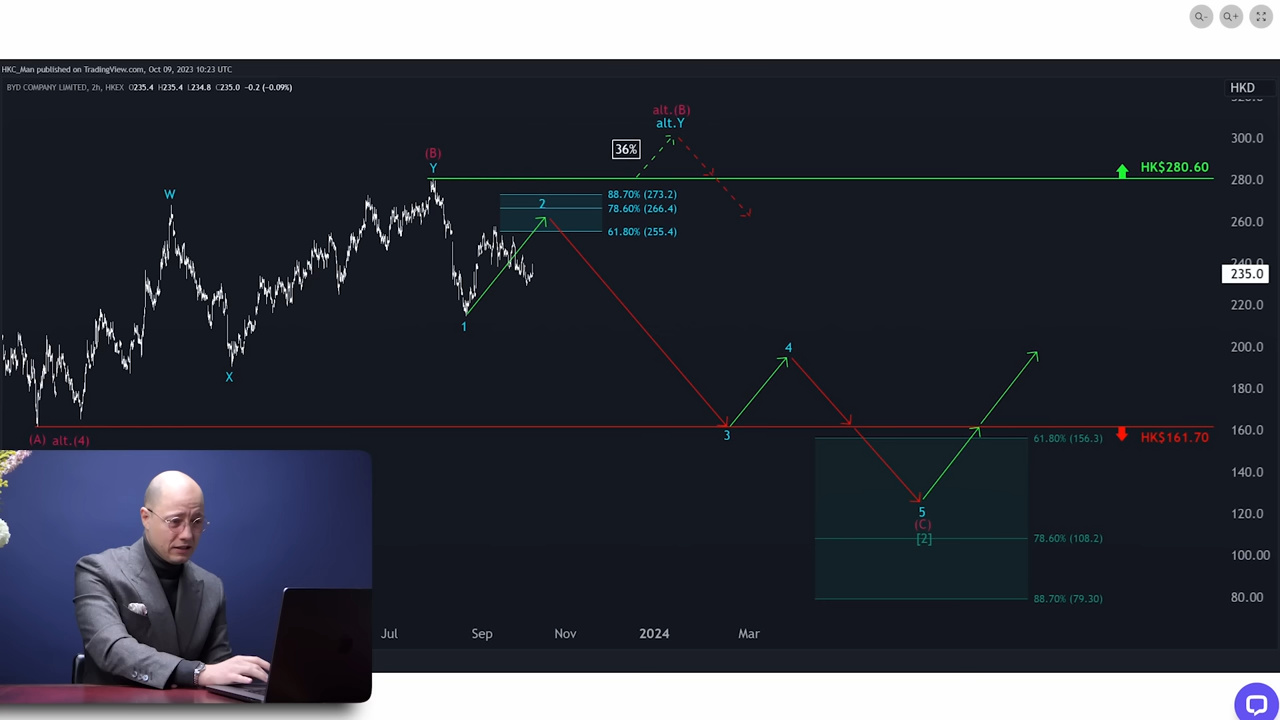 HKC_Man published on TradingView.com, Oct 09, 2023 10:23 UTC
BYD COMPANY LIMITED, 2h, HKEX O235.4 H235.4 L234.8 C235.0 −0.2 (−0.09%)
HKD
320.0
alt.(B)
alt.Y
300.0
36%
(B)
Y
HK$280.60
280.0
W
88.70% (273.2)
2
78.60% (266.4)
260.0
61.80% (255.4)
240.0
235.0
220.0
1
200.0
4
X
180.0
160.0
3
(A) alt.(4)
61.80% (156.3)
HK$161.70
140.0
120.0
5
(C)
[2]
78.60% (108.2)
100.00
88.70% (79.30)
80.00
Jul Sep Nov 2024 Mar